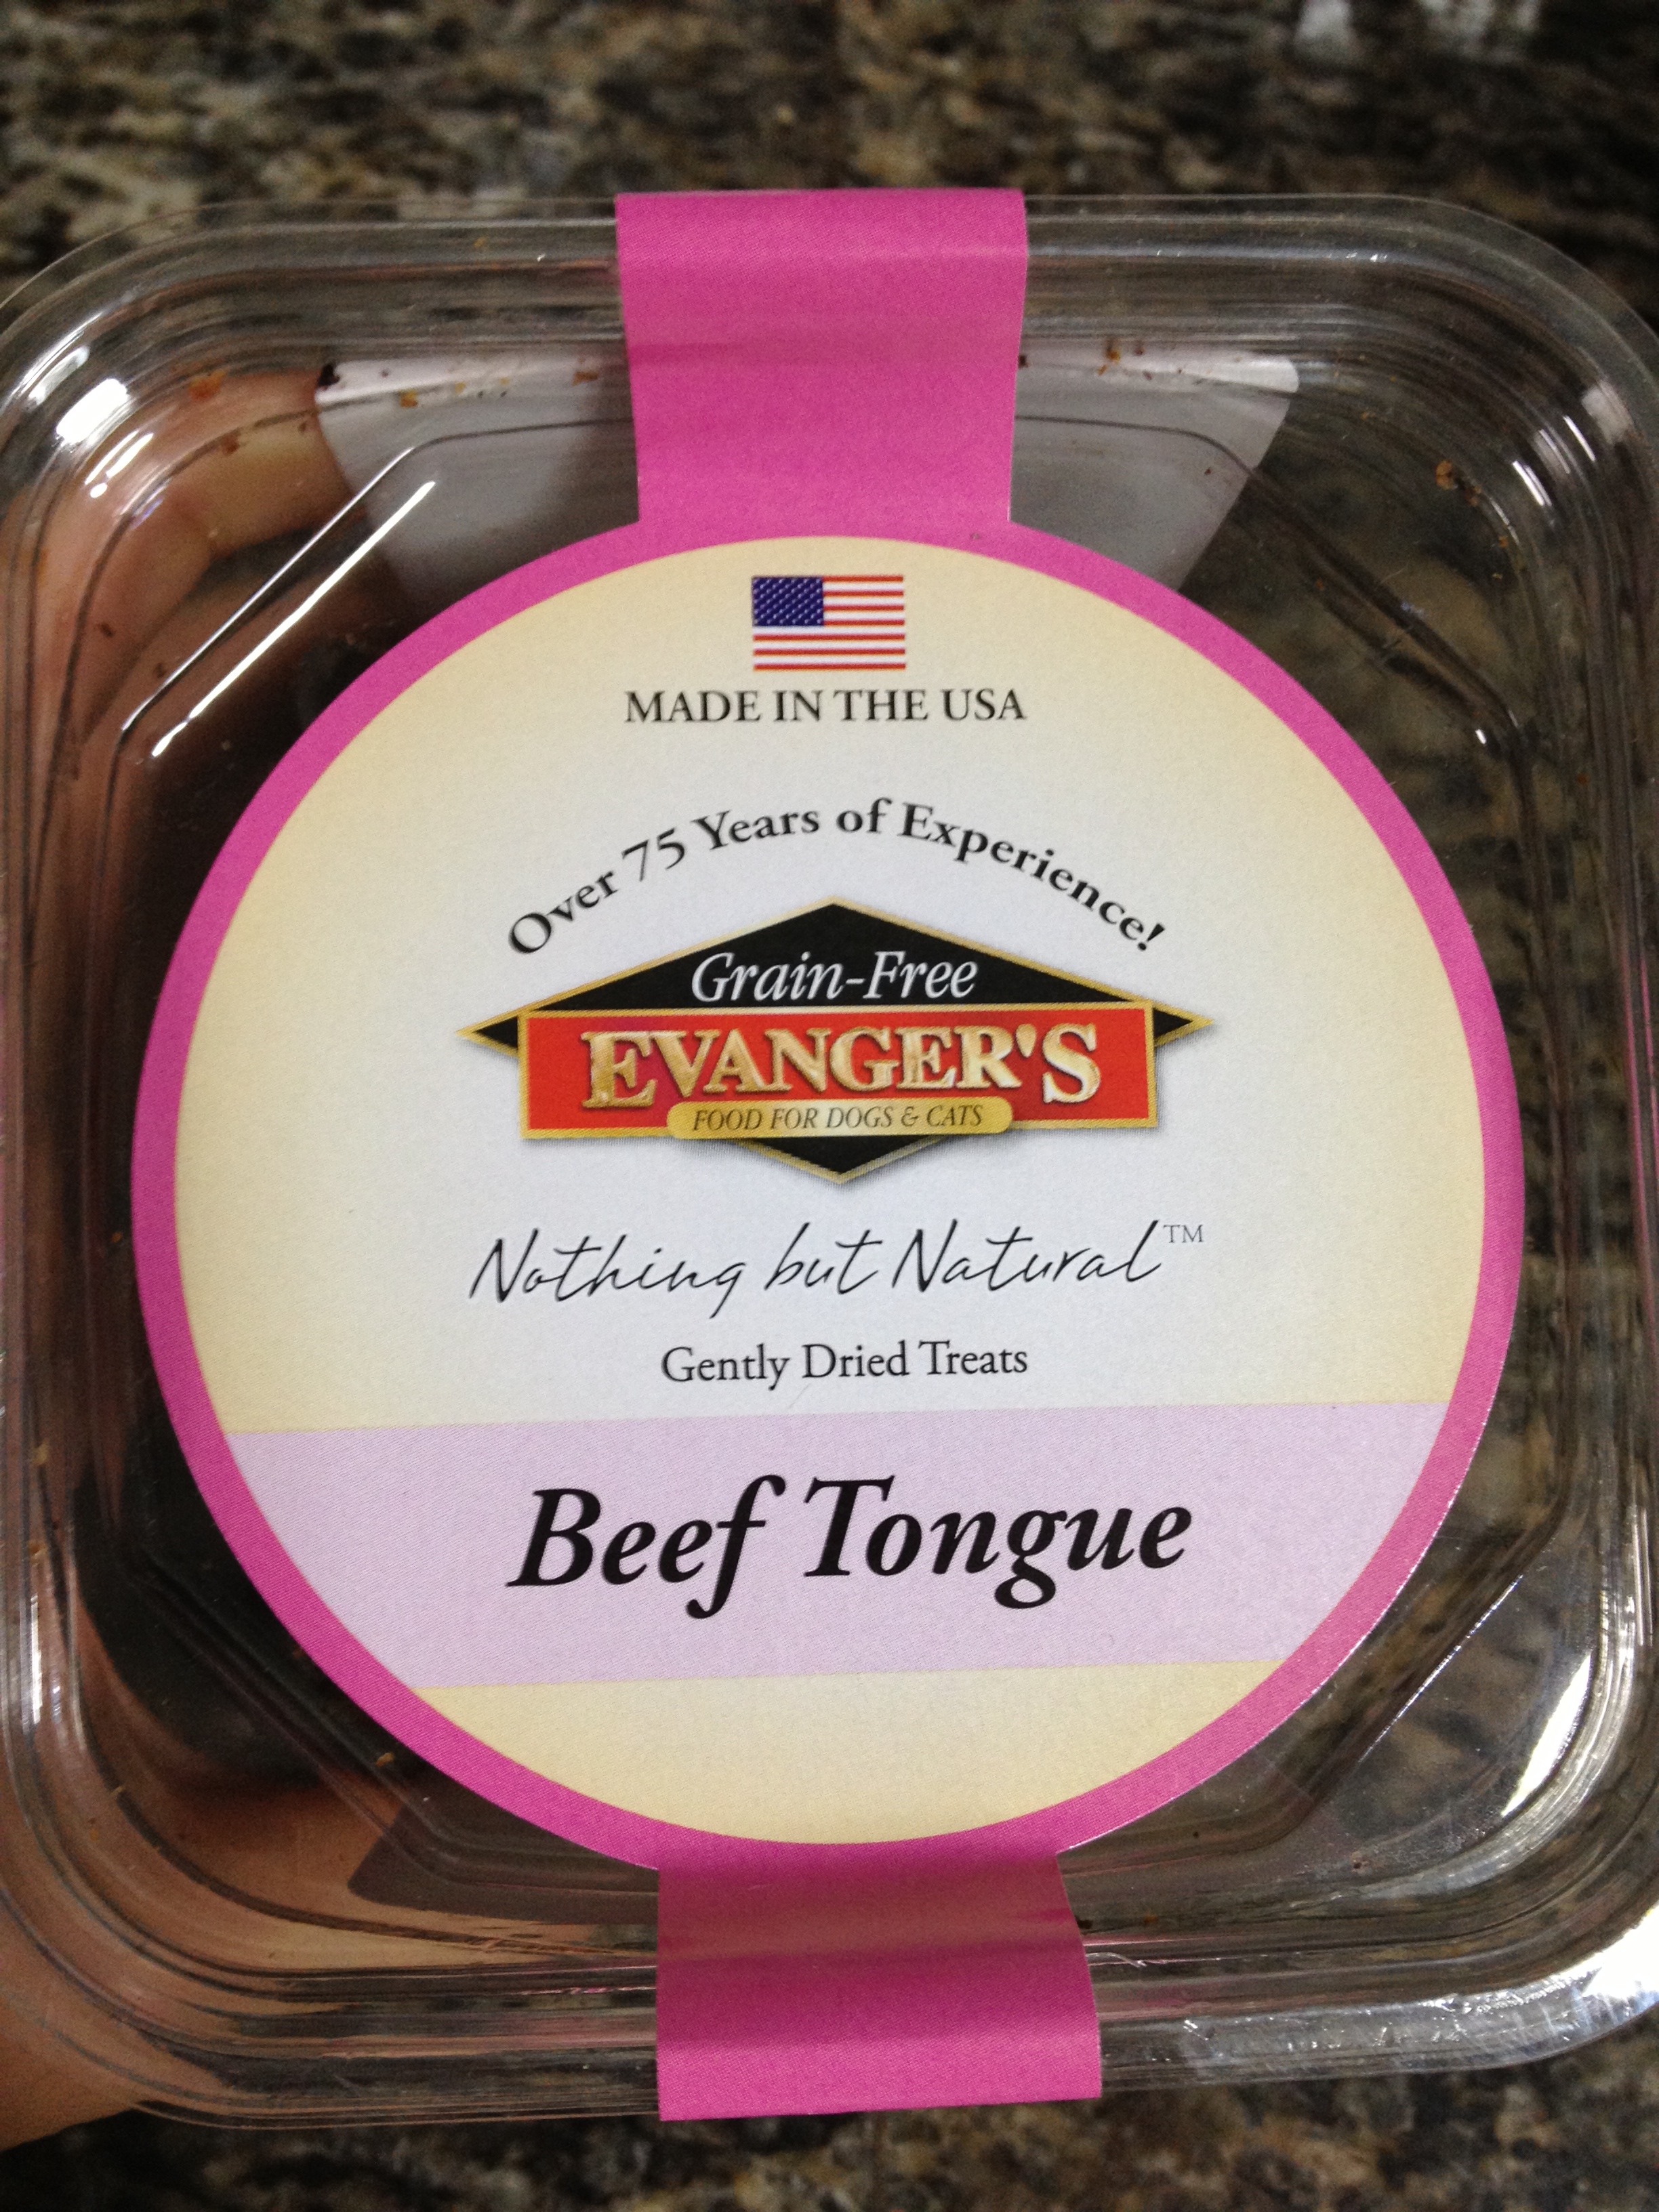 MADE IN THE USA
Over 75 Years of Experience!
Grain-Free
EVANGER'S
FOOD FOR DOGS & CATS
Nothing but Natural™
Gently Dried Treats
Beef Tongue